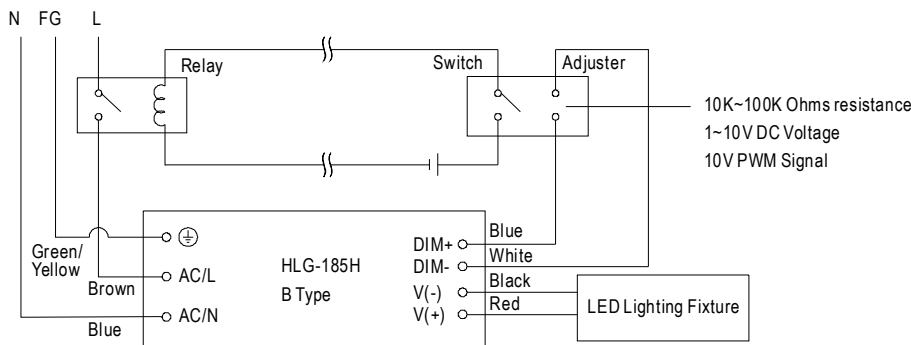 N FG L
Relay
Switch
Adjuster
10K~100K Ohms resistance
1~10V DC Voltage
10V PWM Signal
Green/
Yellow
Brown
Blue
AC/L
AC/N
HLG-185H
B Type
DIM+
DIM-
V(-)
V(+)
Blue
White
Black
Red
LED Lighting Fixture